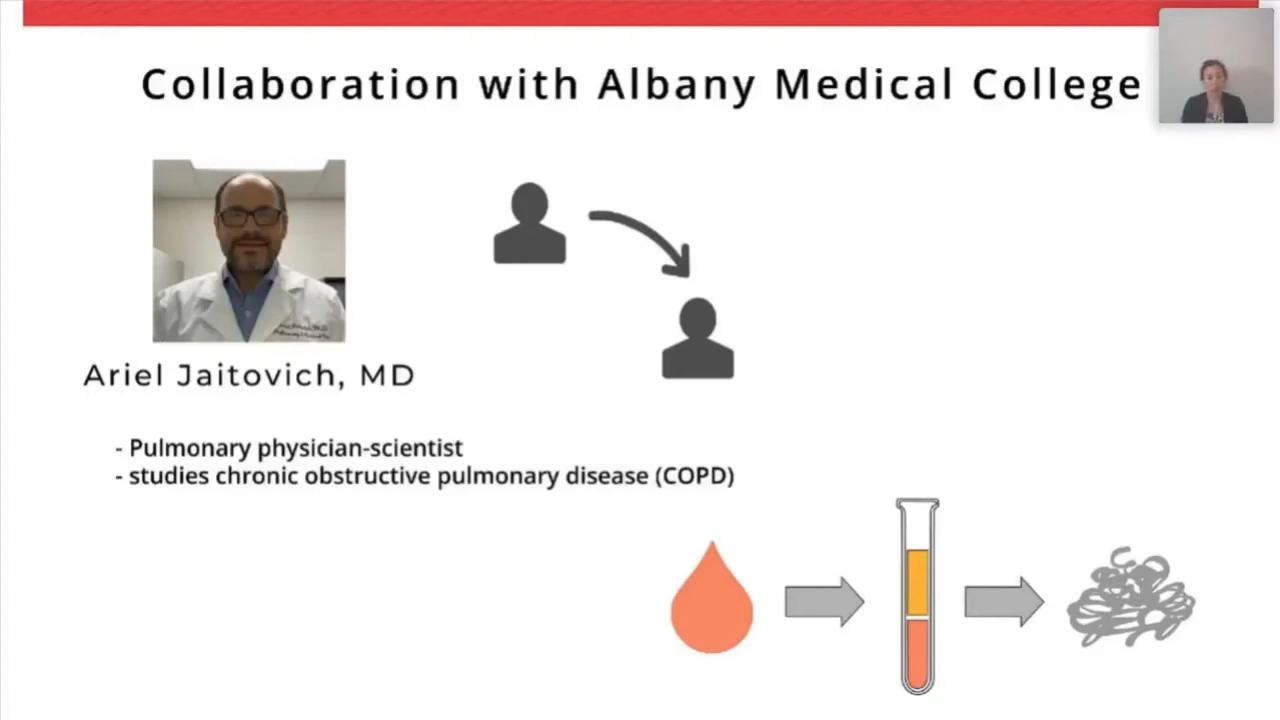 Collaboration with Albany Medical College
Ariel Jaitovich, MD
- Pulmonary physician-scientist
- studies chronic obstructive pulmonary disease (COPD)